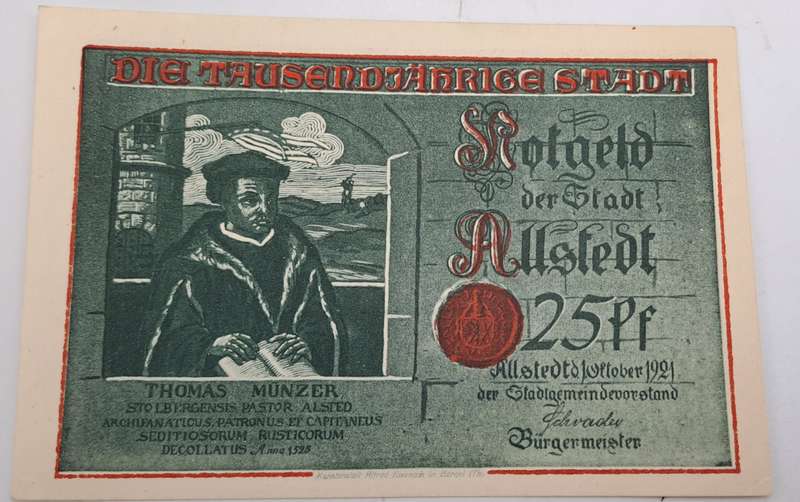 DIE TAUSENDJÄHRIGE STADT
Notgeld
der Stadt
Allstedt
25 Pf
Allstedt d 1 Oktober 1921
der Stadtgemeindevorstand
Schrader
Bürgermeister
THOMAS MÜNZER
STOLBERGENSIS PASTOR ALSTED
ARCHIFANATICUS, PATRONUS ET CAPITANEUS
SEDITIOSORUM RUSTICORUM
DECOLLATUS Anno 1525